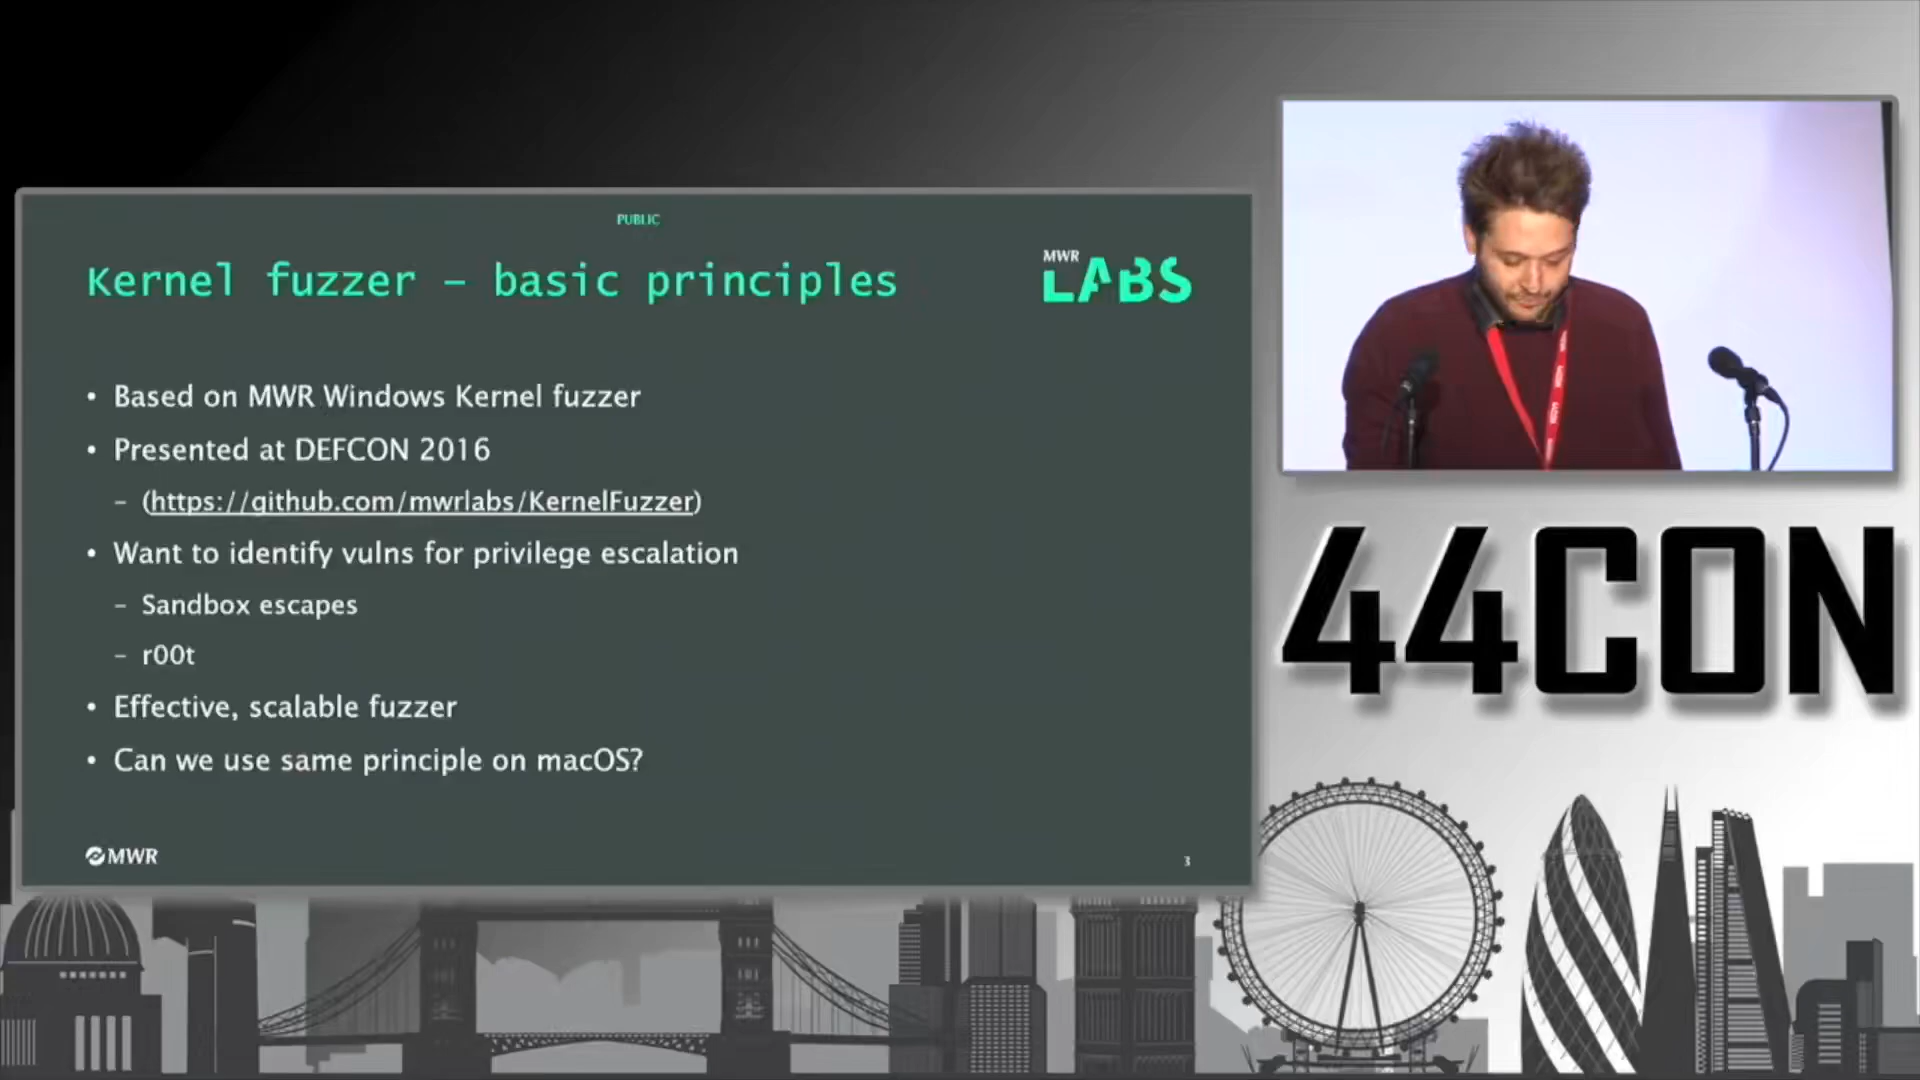 PUBLIC
Kernel fuzzer – basic principles
MWR
LABS
• Based on MWR Windows Kernel fuzzer
• Presented at DEFCON 2016
– (https://github.com/mwrlabs/KernelFuzzer)
• Want to identify vulns for privilege escalation
– Sandbox escapes
– r00t
• Effective, scalable fuzzer
• Can we use same principle on macOS?
MWR
3
44CON